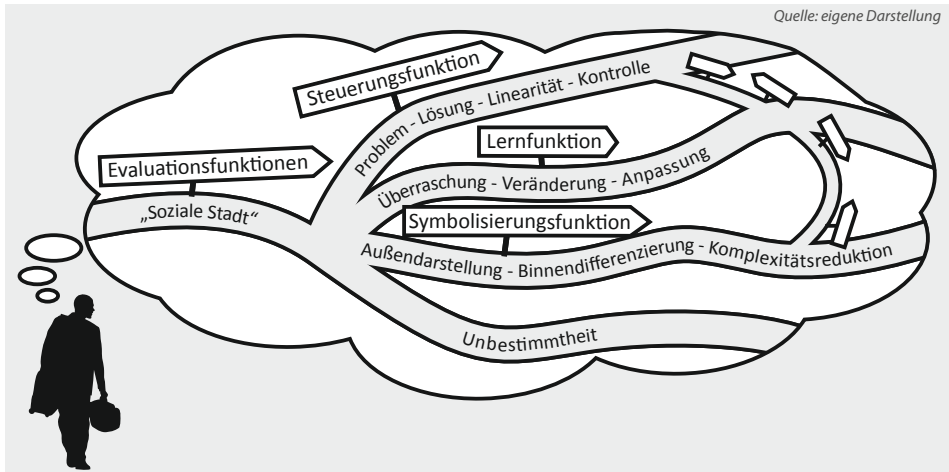 Quelle: eigene Darstellung
Steuerungsfunktion
Problem - Lösung - Linearität - Kontrolle
Lernfunktion
Evaluationsfunktionen
Überraschung - Veränderung - Anpassung
„Soziale Stadt“
Symbolisierungsfunktion
Außendarstellung - Binnendifferenzierung - Komplexitätsreduktion
Unbestimmtheit